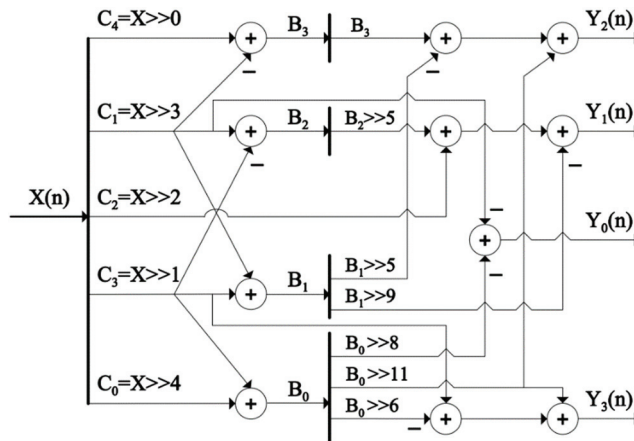 C₄=X>>0
B₃
B₃
Y₂(n)
C₁=X>>3
B₂
B₂>>5
Y₁(n)
X(n)
C₂=X>>2
Y₀(n)
C₃=X>>1
B₁
B₁>>5
B₁>>9
B₀>>8
B₀>>11
C₀=X>>4
B₀
B₀>>6
Y₃(n)